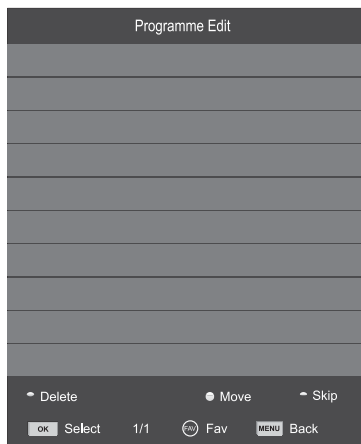 Programme Edit
Delete Move Skip
OK Select 1/1 FAV Fav MENU Back